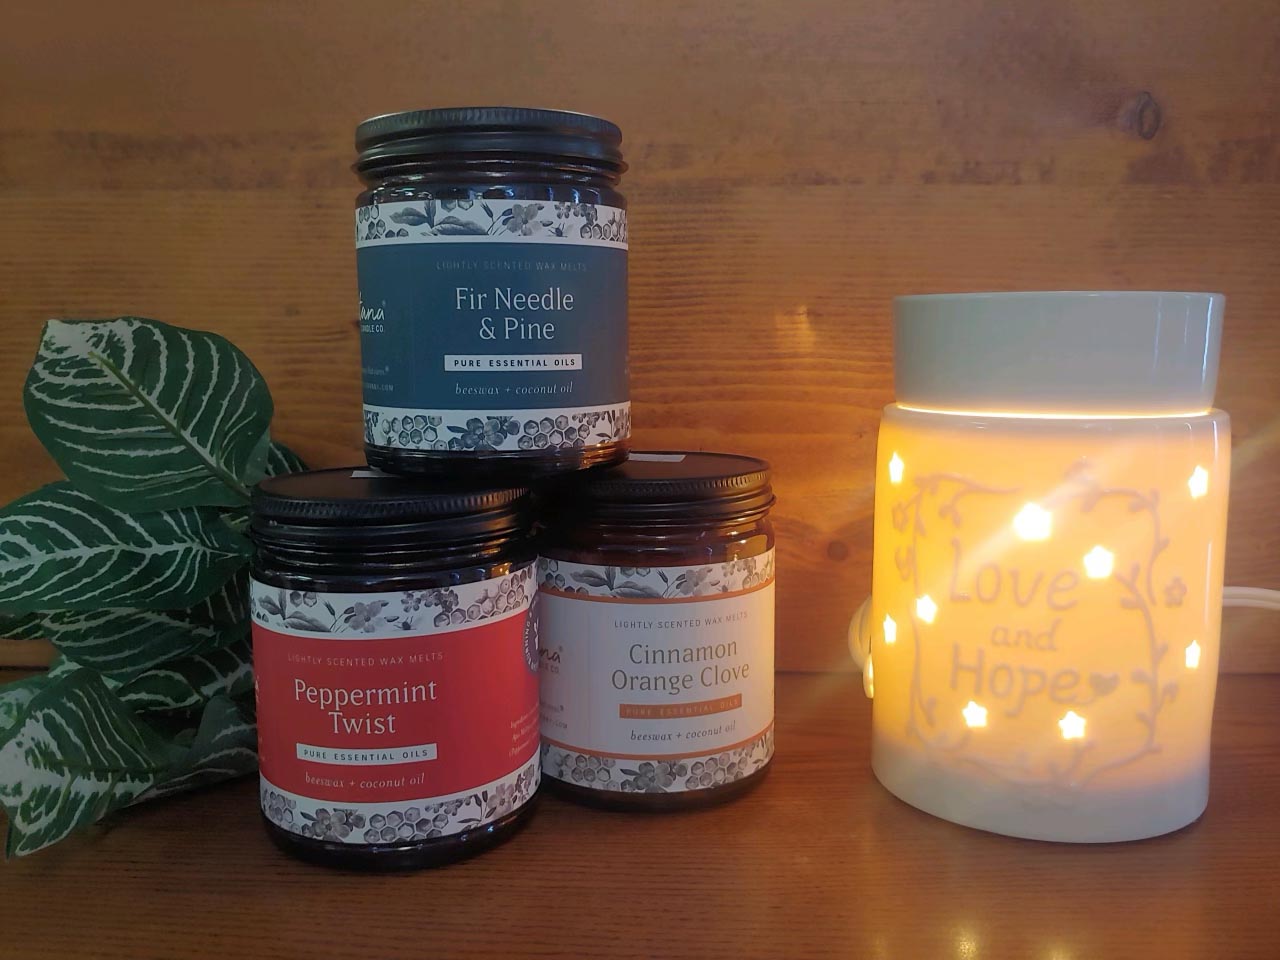 LIGHTLY SCENTED WAX MELTS
Fir Needle
& Pine
PURE ESSENTIAL OILS
beeswax + coconut oil
LIGHTLY SCENTED WAX MELTS
Peppermint
Twist
PURE ESSENTIAL OILS
beeswax + coconut oil
LIGHTLY SCENTED WAX MELTS
Cinnamon
Orange Clove
PURE ESSENTIAL OILS
beeswax + coconut oil
Love
and
Hope